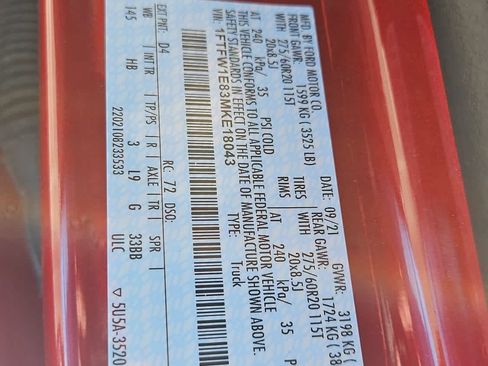 MFD. BY FORD MOTOR CO.
DATE: 09/21 GVWR: 3198 KG (
FRONT GAWR: 1599 KG ( 3525 LB) REAR GAWR: 1724 KG ( 38
WITH 275/60R20 115T TIRES WITH 275/60R20 115T
20x8.5J RIMS 20x8.5J
AT 240 kPa/ 35 PSI COLD AT 240 kPa/ 35 P
THIS VEHICLE CONFORMS TO ALL APPLICABLE FEDERAL MOTOR VEHICLE
SAFETY STANDARDS IN EFFECT ON THE DATE OF MANUFACTURE SHOWN ABOVE.
VIN: 1FTFW1E83MKE18043 TYPE: Truck
EXT PNT: D4 RC: 72 DSO:
WB INT TR TP/PS R AXLE TR SPR
145 HB 3 L9 G 33BB
2202108233533 ULC ▽ 5U5A-3520